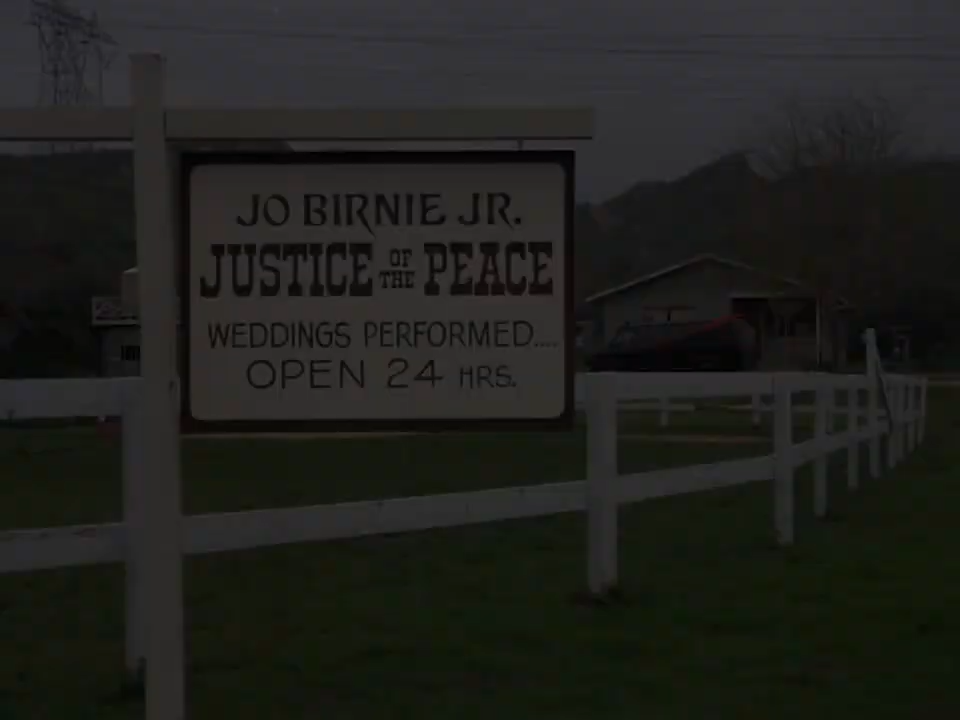 JO BIRNIE JR.
JUSTICE OF THE PEACE
WEDDINGS PERFORMED....
OPEN 24 HRS.